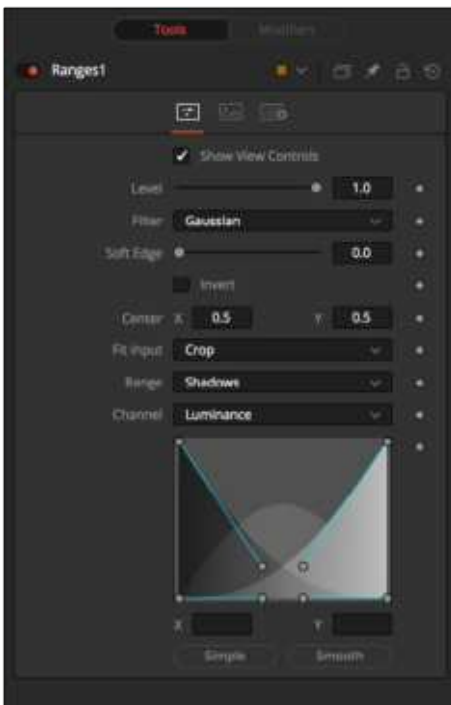 Tools Modifiers
Ranges1
Show View Controls
Level 1.0
Filter Gaussian
Soft Edge 0.0
Invert
Center X 0.5 Y 0.5
Fit Input Crop
Range Shadows
Channel Luminance
X Y
Simple Smooth